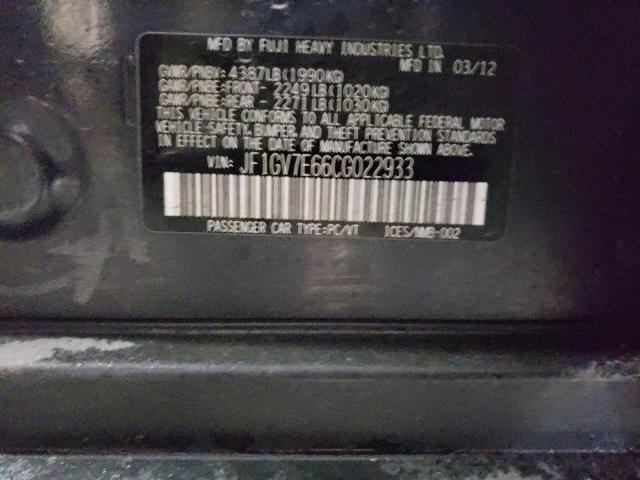 MFD BY FUJI HEAVY INDUSTRIES LTD.
MFD IN 03/12
GVWR/PNBV: 4387LB(1990KG)
GAWR/PNBE:FRONT- 2249LB(1020KG)
GAWR/PNBE:REAR - 2271LB(1030KG)
THIS VEHICLE CONFORMS TO ALL APPLICABLE FEDERAL MOTOR
VEHICLE SAFETY,BUMPER AND THEFT PREVENTION STANDARDS
IN EFFECT ON THE DATE OF MANUFACTURE SHOWN ABOVE.
VIN: JF1GV7E66CG022933
PASSENGER CAR TYPE:PC/VT ICES/NMB-002